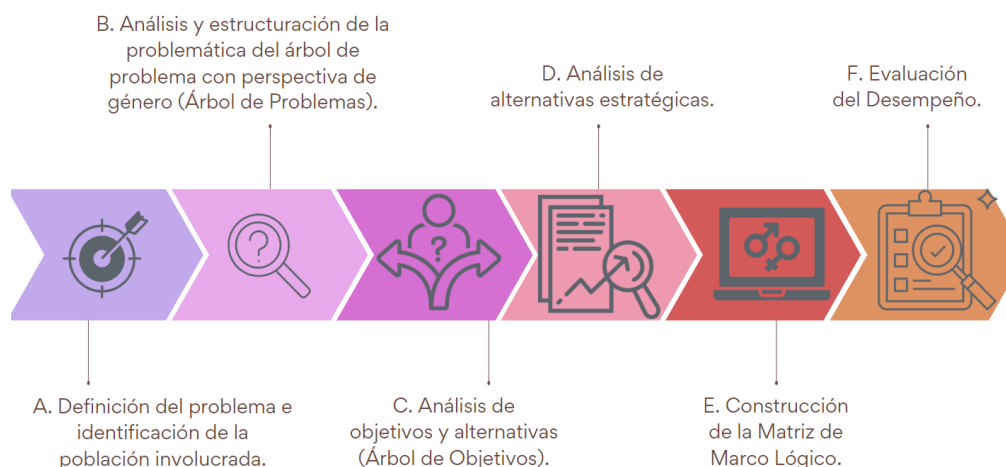 B. Análisis y estructuración de la
problemática del árbol de
problema con perspectiva de
género (Árbol de Problemas).
D. Análisis de
alternativas estratégicas.
F. Evaluación
del Desempeño.
?
?
A. Definición del problema e
identificación de la
población involucrada.
C. Análisis de
objetivos y alternativas
(Árbol de Objetivos).
E. Construcción
de la Matriz de
Marco Lógico.